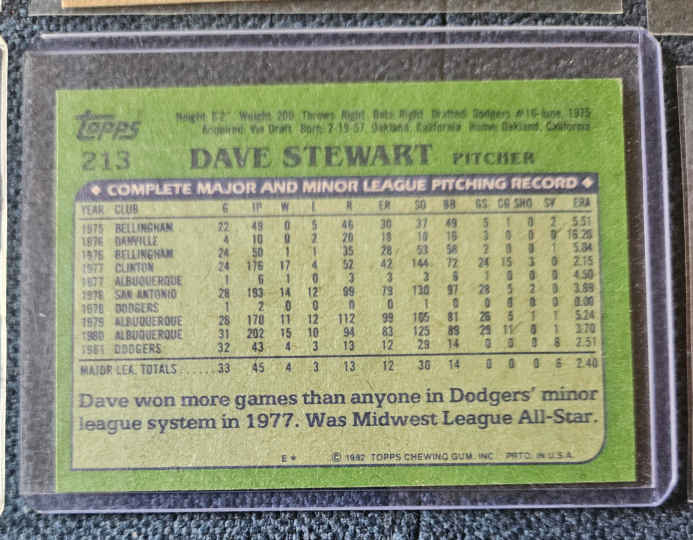 topps
Height 6'2" Weight 200 Throws Right Bats Right Drafted Dodgers #16-June, 1975
Acquired: Via Draft Born: 2-19-57, Oakland, California Home: Oakland, California
213 DAVE STEWART PITCHER
COMPLETE MAJOR AND MINOR LEAGUE PITCHING RECORD
YEAR CLUB G IP W L R ER SO BB GS CG SHO SV ERA
1975 BELLINGHAM 22 49 0 5 46 30 37 49 5 1 0 2 5.51
1976 DANVILLE 4 10 0 2 20 18 10 16 3 0 0 0 16.20
1976 BELLINGHAM 24 50 1 1 35 28 53 58 2 0 0 1 5.04
1977 CLINTON 24 176 17 4 52 42 144 72 24 15 3 0 2.15
1977 ALBUQUERQUE 1 6 1 0 3 3 3 6 1 0 0 0 4.50
1978 SAN ANTONIO 28 193 14 12 99 79 130 97 28 5 2 0 3.68
1978 DODGERS 1 2 0 0 0 0 1 0 0 0 0 0 0.00
1979 ALBUQUERQUE 28 170 11 12 112 99 105 81 26 5 1 1 5.24
1980 ALBUQUERQUE 31 202 15 10 94 83 125 89 29 11 0 1 3.70
1981 DODGERS 32 43 4 3 13 12 29 14 0 0 0 6 2.51
MAJOR LEA. TOTALS 33 45 4 3 13 12 30 14 0 0 0 6 2.40
Dave won more games than anyone in Dodgers' minor
league system in 1977. Was Midwest League All-Star.
E* © 1982 TOPPS CHEWING GUM, INC. PRTD. IN U.S.A.